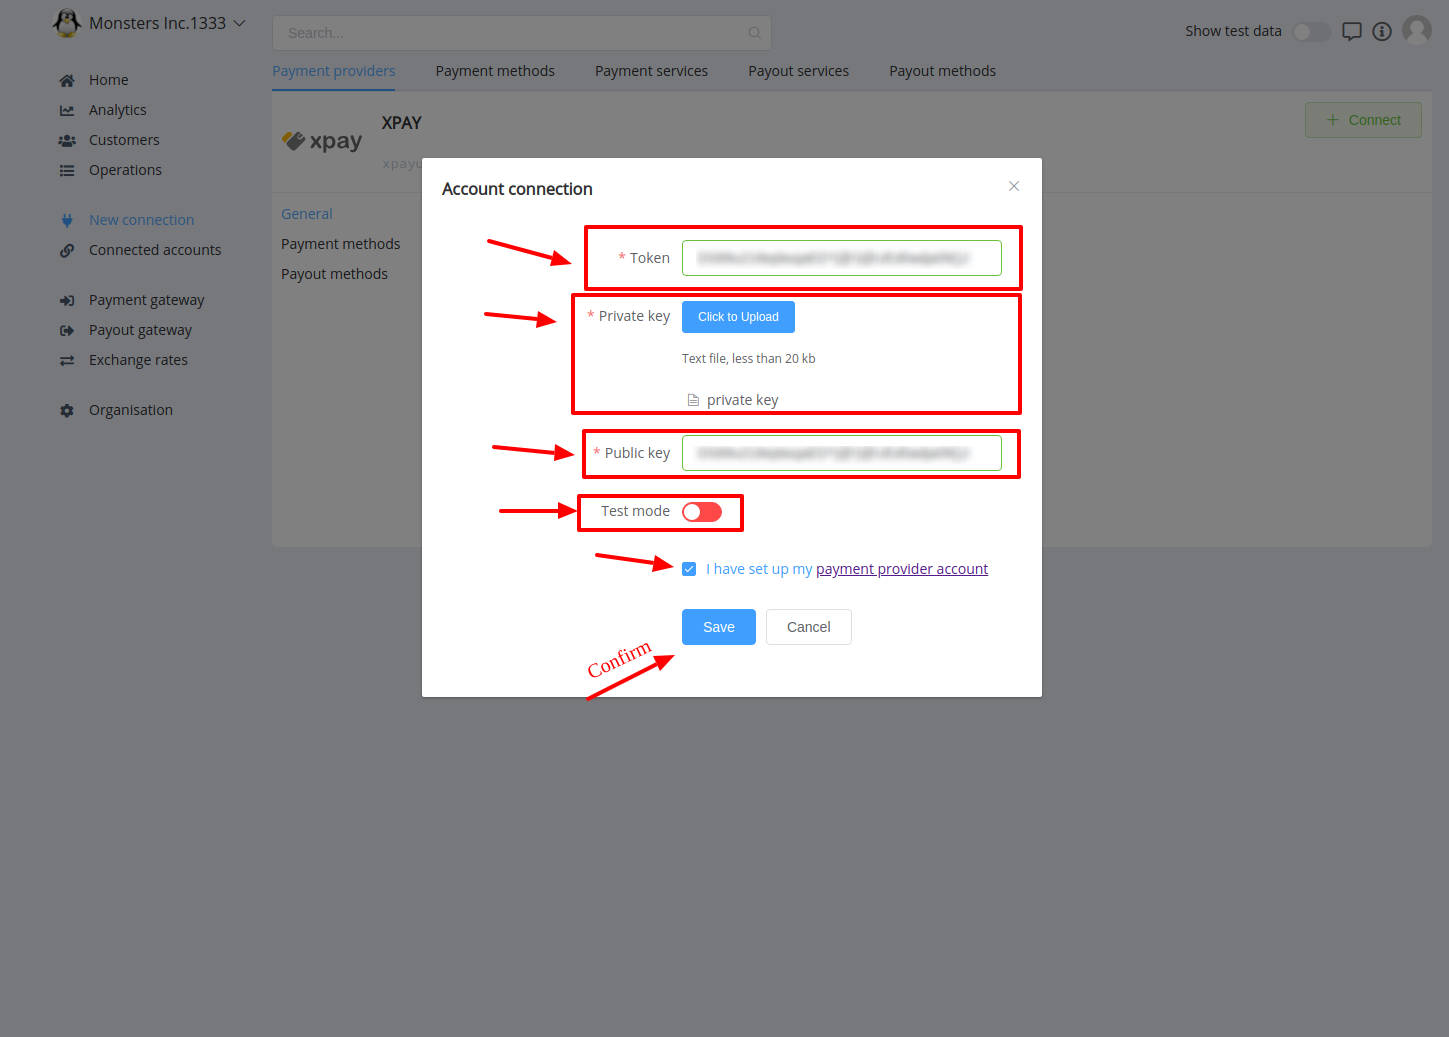 Monsters Inc.1333
Search...
Show test data
Home
Analytics
Customers
Operations
New connection
Connected accounts
Payment gateway
Payout gateway
Exchange rates
Organisation
Payment providers Payment methods Payment services Payout services Payout methods
xpay
XPAY
xpayu
+ Connect
General
Payment methods
Payout methods
Account connection
* Token
* Private key
Click to Upload
Text file, less than 20 kb
private key
* Public key
Test mode
I have set up my payment provider account
Save Cancel
Confirm